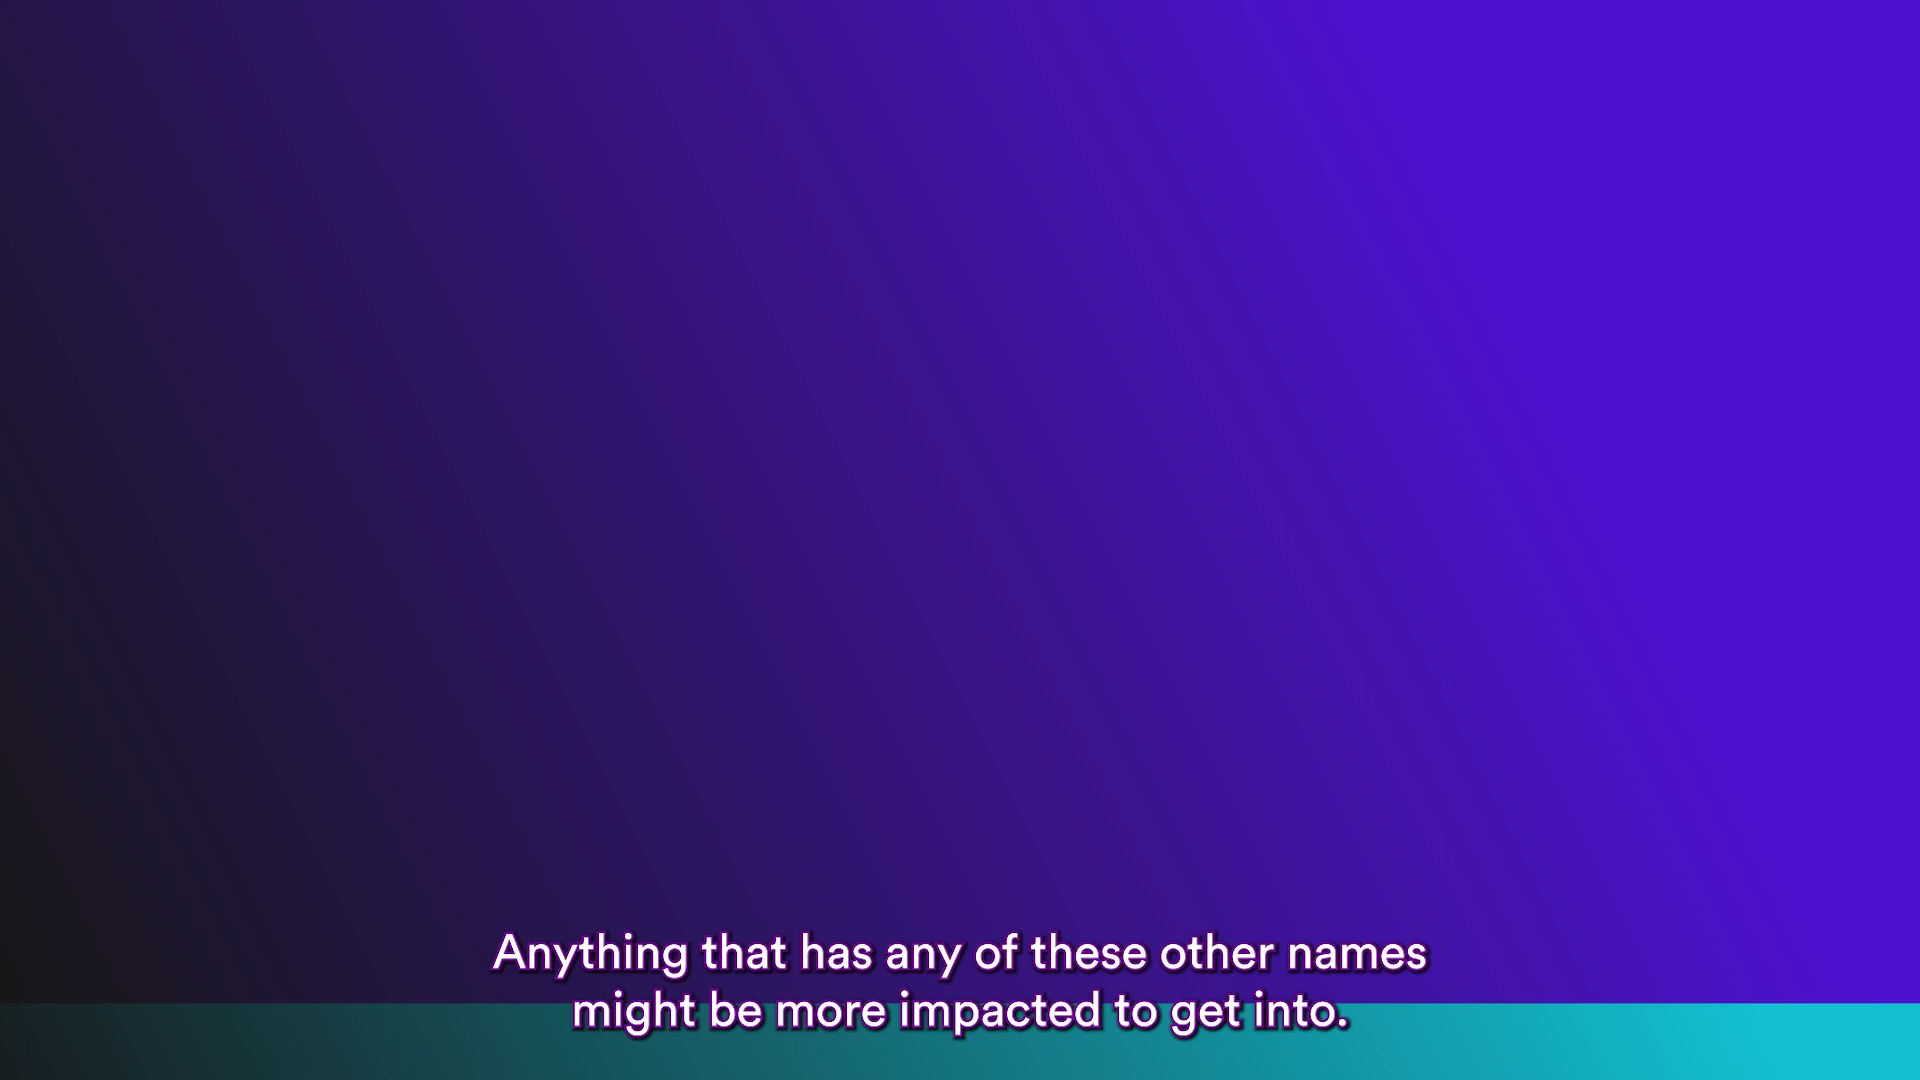 Anything that has any of these other names
might be more impacted to get into.